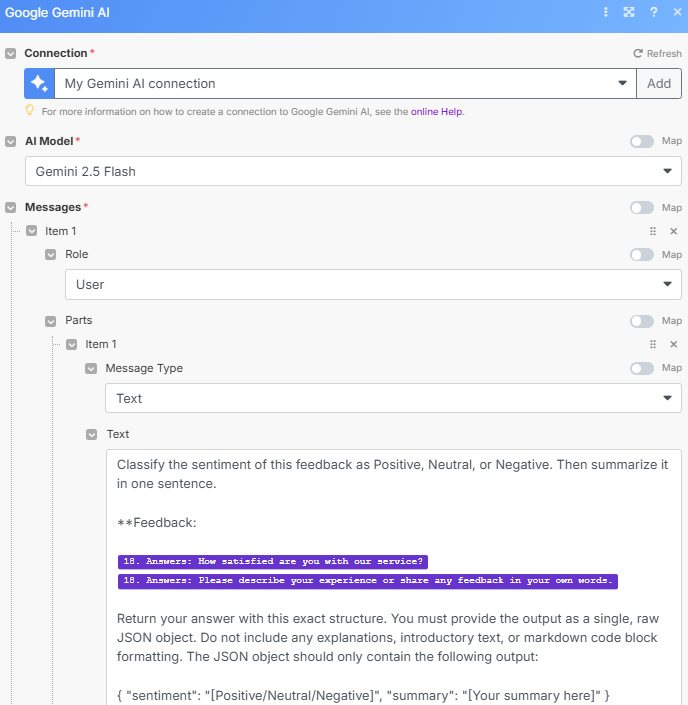 Google Gemini AI
Connection*
Refresh
My Gemini AI connection
Add
For more information on how to create a connection to Google Gemini AI, see the online Help.
AI Model*
Map
Gemini 2.5 Flash
Messages*
Map
Item 1
Role
Map
User
Parts
Map
Item 1
Message Type
Map
Text
Text
Classify the sentiment of this feedback as Positive, Neutral, or Negative. Then summarize it
in one sentence.
**Feedback:
18. Answers: How satisfied are you with our service?
18. Answers: Please describe your experience or share any feedback in your own words.
Return your answer with this exact structure. You must provide the output as a single, raw
JSON object. Do not include any explanations, introductory text, or markdown code block
formatting. The JSON object should only contain the following output:
{ "sentiment": "[Positive/Neutral/Negative]", "summary": "[Your summary here]" }